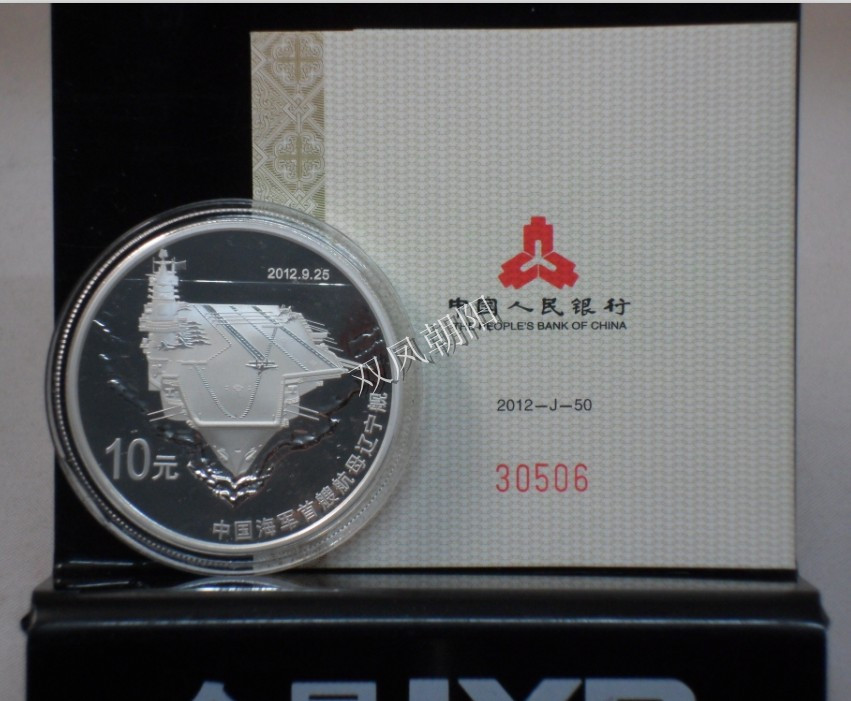 2012.9.25
10元
中国海军首艘航母辽宁舰
中国人民银行
THE PEOPLE'S BANK OF CHINA
2012-J-50
30506
双凤朝阳